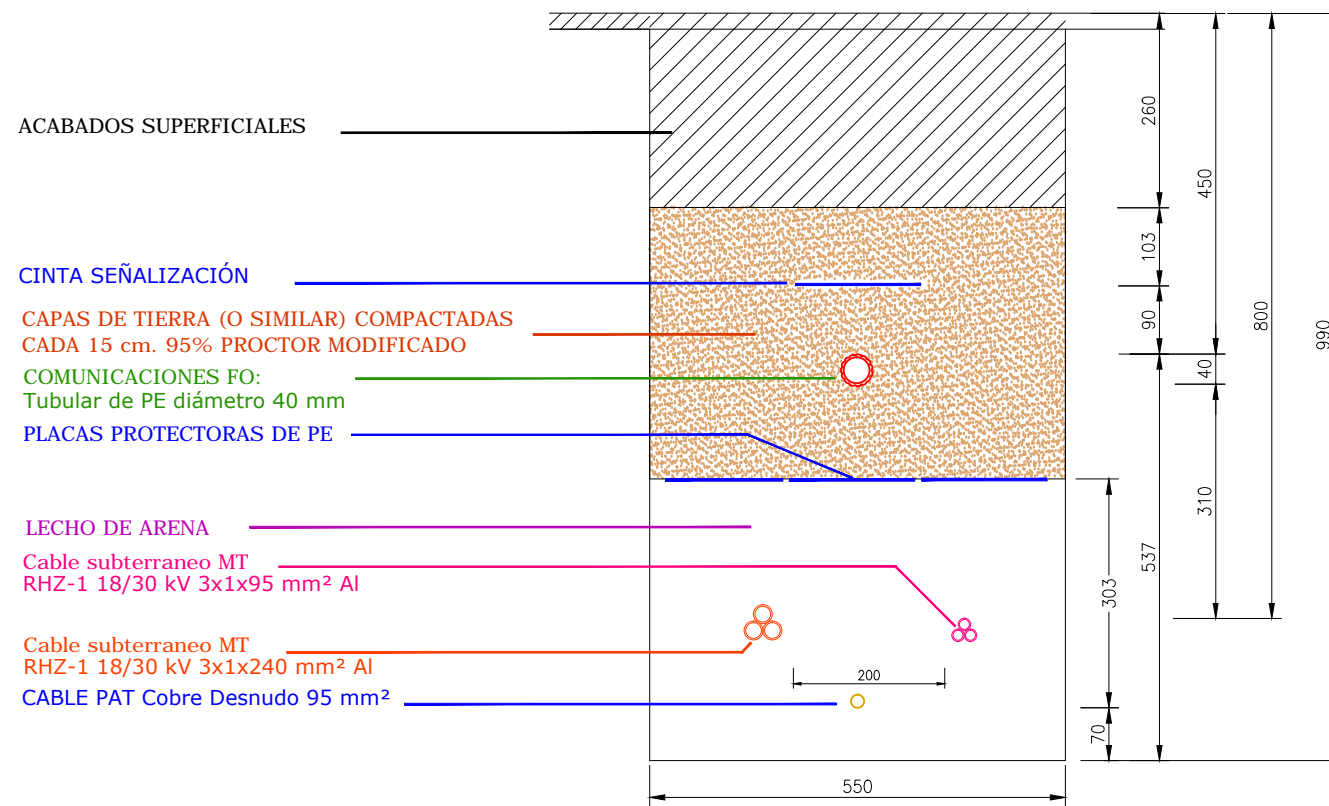 ACABADOS SUPERFICIALES
CINTA SEÑALIZACIÓN
CAPAS DE TIERRA (O SIMILAR) COMPACTADAS
CADA 15 cm. 95% PROCTOR MODIFICADO
COMUNICACIONES FO:
Tubular de PE diámetro 40 mm
PLACAS PROTECTORAS DE PE
LECHO DE ARENA
Cable subterraneo MT
RHZ-1 18/30 kV 3x1x95 mm² Al
Cable subterraneo MT
RHZ-1 18/30 kV 3x1x240 mm² Al
CABLE PAT Cobre Desnudo 95 mm²
200
550
260
103
90
537
303
70
450
40
310
800
990